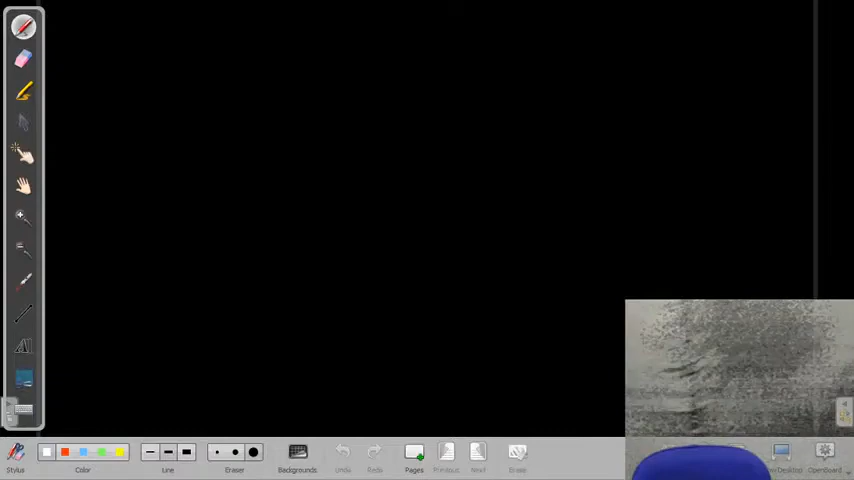 Stylus
Color
Line
Eraser
Backgrounds
Undo
Redo
Pages
Previous
Next
Erase
OpenBoard